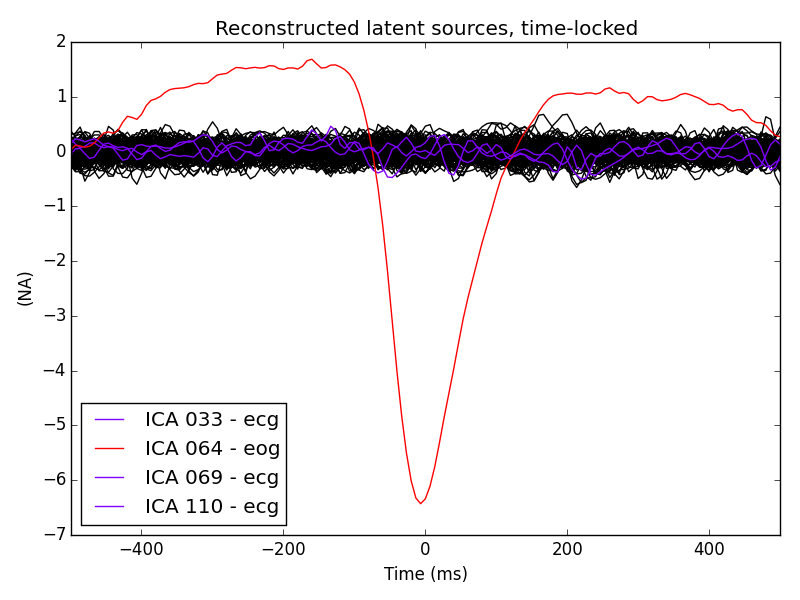 Reconstructed latent sources, time-locked
2
1
0
−1
−2
−3
−4
−5
−6
−7
(NA)
ICA 033 - ecg
ICA 064 - eog
ICA 069 - ecg
ICA 110 - ecg
−400 −200 0 200 400
Time (ms)